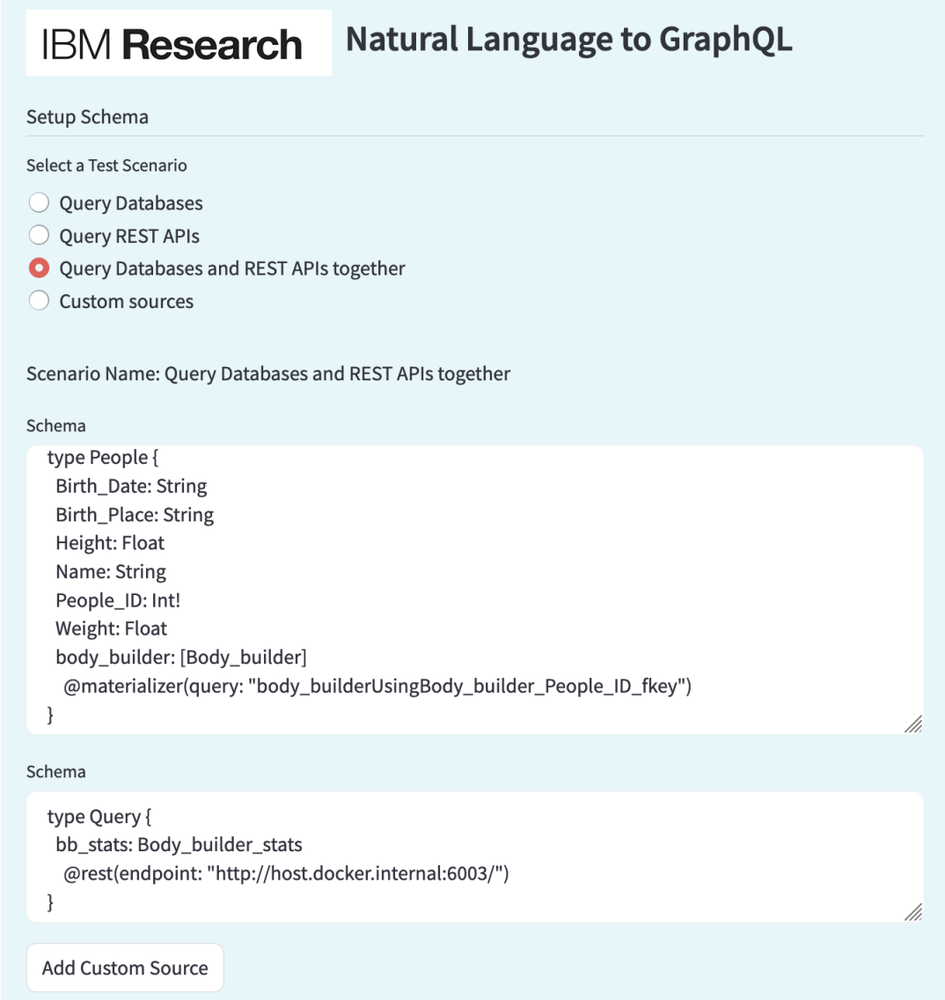 IBM Research
Natural Language to GraphQL
Setup Schema
Select a Test Scenario
Query Databases
Query REST APIs
Query Databases and REST APIs together
Custom sources
Scenario Name: Query Databases and REST APIs together
Schema
type People {
Birth_Date: String
Birth_Place: String
Height: Float
Name: String
People_ID: Int!
Weight: Float
body_builder: [Body_builder]
@materializer(query: "body_builderUsingBody_builder_People_ID_fkey")
}
Schema
type Query {
bb_stats: Body_builder_stats
@rest(endpoint: "http://host.docker.internal:6003/")
}
Add Custom Source